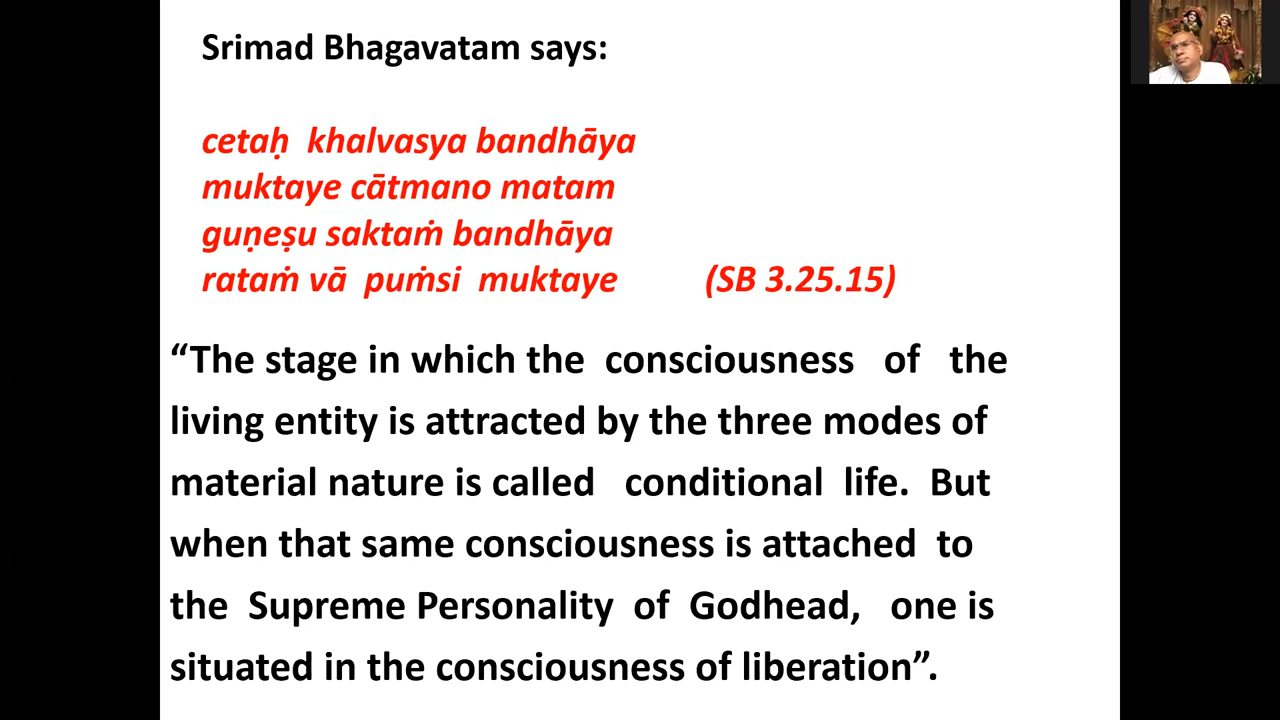 Srimad Bhagavatam says:
cetaḥ khalvasya bandhāya
muktaye cātmano matam
guṇeṣu saktaṁ bandhāya
rataṁ vā puṁsi muktaye (SB 3.25.15)
“The stage in which the consciousness of the
living entity is attracted by the three modes of
material nature is called conditional life. But
when that same consciousness is attached to
the Supreme Personality of Godhead, one is
situated in the consciousness of liberation”.